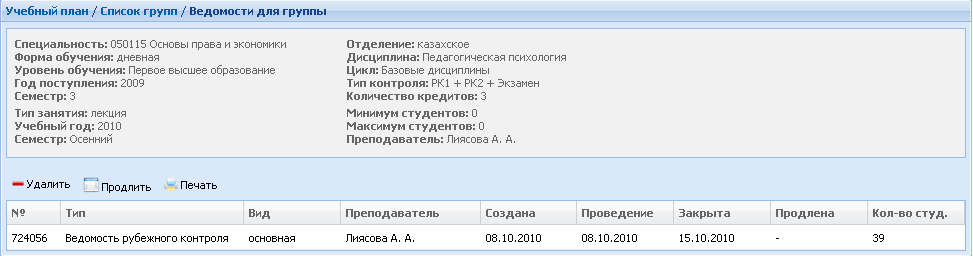 Учебный план / Список групп / Ведомости для группы
Специальность: 050115 Основы права и экономики
Форма обучения: дневная
Уровень обучения: Первое высшее образование
Год поступления: 2009
Семестр: 3
Тип занятия: лекция
Учебный год: 2010
Семестр: Осенний
Отделение: казахское
Дисциплина: Педагогическая психология
Цикл: Базовые дисциплины
Тип контроля: РК1 + РК2 + Экзамен
Количество кредитов: 3
Минимум студентов: 0
Максимум студентов: 0
Преподаватель: Лиясова А. А.
Удалить Продлить Печать
№ Тип Вид Преподаватель Создана Проведение Закрыта Продлена Кол-во студ.
724056 Ведомость рубежного контроля основная Лиясова А. А. 08.10.2010 08.10.2010 15.10.2010 - 39